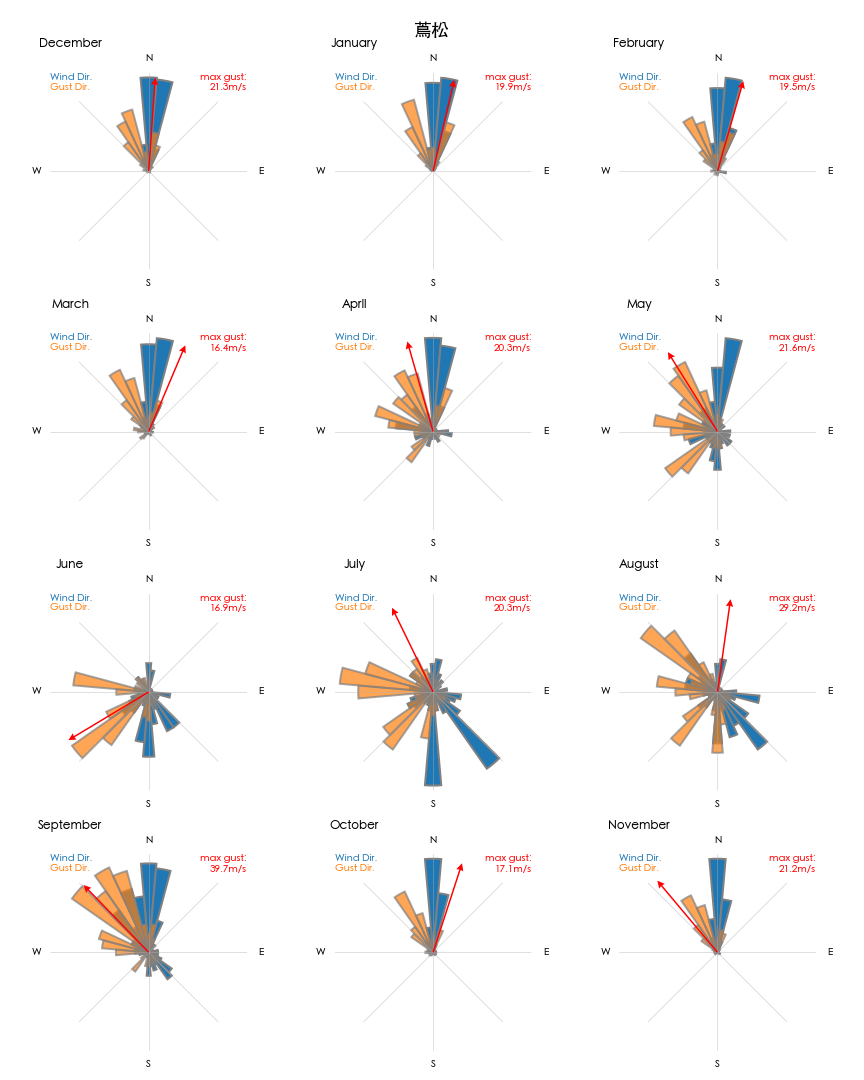 蔦松
December
January
February
N
N
N
Wind Dir.
Gust Dir.
max gust:
21.3m/s
Wind Dir.
Gust Dir.
max gust:
19.9m/s
Wind Dir.
Gust Dir.
max gust:
19.5m/s
W
E
W
E
W
E
S
S
S
March
April
May
N
N
N
Wind Dir.
Gust Dir.
max gust:
16.4m/s
Wind Dir.
Gust Dir.
max gust:
20.3m/s
Wind Dir.
Gust Dir.
max gust:
21.6m/s
W
E
W
E
W
E
S
S
S
June
July
August
N
N
N
Wind Dir.
Gust Dir.
max gust:
16.9m/s
Wind Dir.
Gust Dir.
max gust:
20.3m/s
Wind Dir.
Gust Dir.
max gust:
29.2m/s
W
E
W
E
W
E
S
S
S
September
October
November
N
N
N
Wind Dir.
Gust Dir.
max gust:
39.7m/s
Wind Dir.
Gust Dir.
max gust:
17.1m/s
Wind Dir.
Gust Dir.
max gust:
21.2m/s
W
E
W
E
W
E
S
S
S